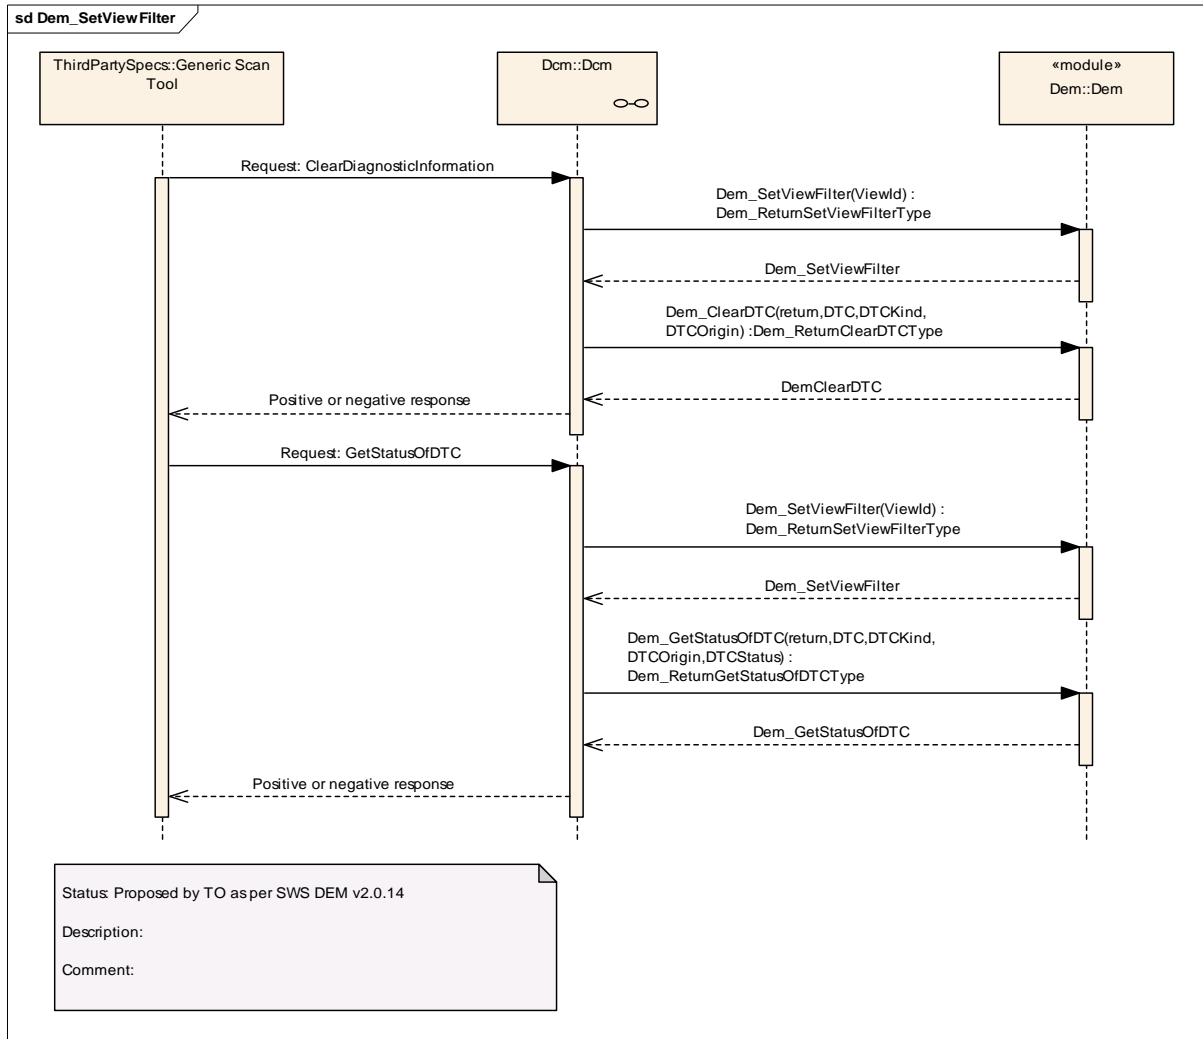 sd Dem_SetViewFilter
ThirdPartySpecs::Generic Scan
Tool
Dcm::Dcm
«module»
Dem::Dem
Request: ClearDiagnosticInformation
Dem_SetViewFilter(ViewId) :
Dem_ReturnSetViewFilterType
Dem_SetViewFilter
Dem_ClearDTC(return,DTC,DTCKind,
DTCOrigin) :Dem_ReturnClearDTCType
DemClearDTC
Positive or negative response
Request: GetStatusOfDTC
Dem_SetViewFilter(ViewId) :
Dem_ReturnSetViewFilterType
Dem_SetViewFilter
Dem_GetStatusOfDTC(return,DTC,DTCKind,
DTCOrigin,DTCStatus) :
Dem_ReturnGetStatusOfDTCType
Dem_GetStatusOfDTC
Positive or negative response
Status: Proposed by TO as per SWS DEM v2.0.14
Description:
Comment: